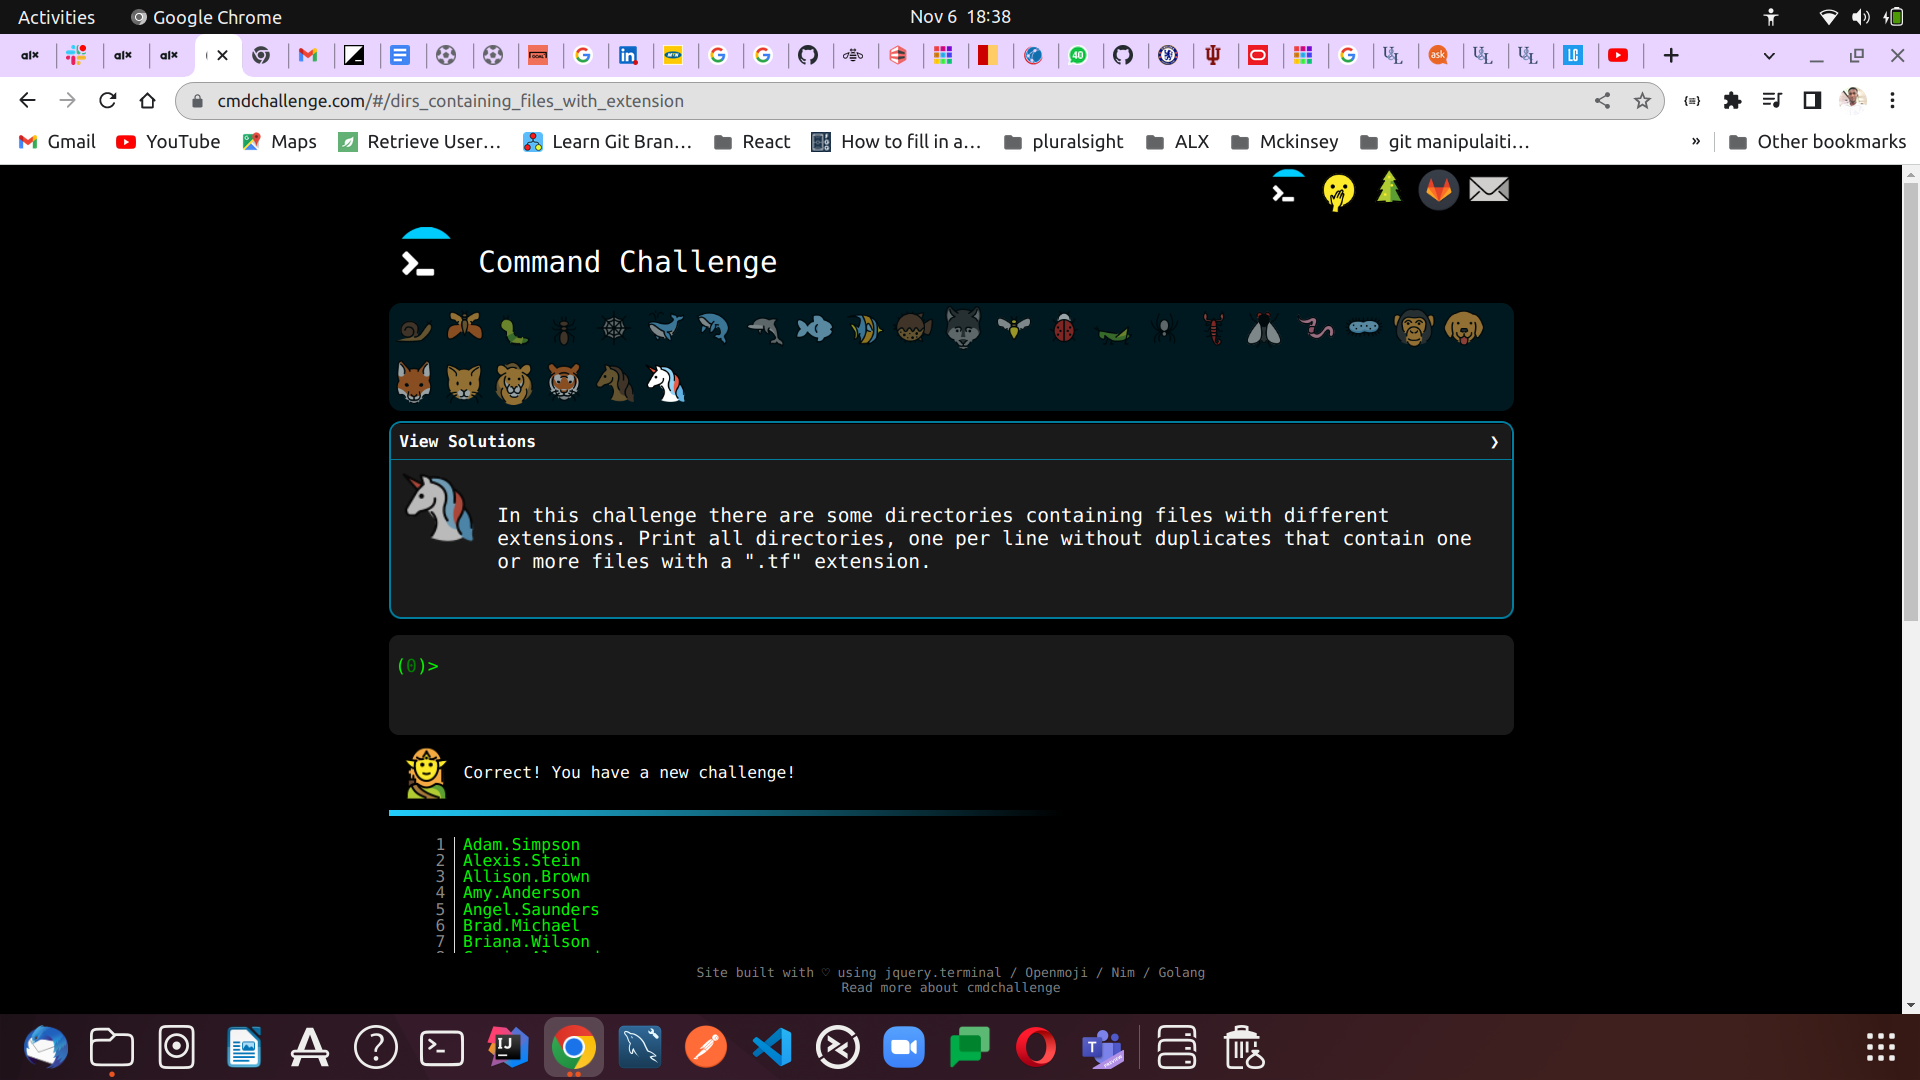 Activities
Google Chrome
Nov 6 18:38
alx
alx
alx
cmdchallenge.com/#/dirs_containing_files_with_extension
Gmail
YouTube
Maps
Retrieve User...
Learn Git Bran...
React
How to fill in a...
pluralsight
ALX
Mckinsey
git manipulaiti...
»
Other bookmarks
Command Challenge
View Solutions
In this challenge there are some directories containing files with different
extensions. Print all directories, one per line without duplicates that contain one
or more files with a ".tf" extension.
(0)>
Correct! You have a new challenge!
1 Adam.Simpson
2 Alexis.Stein
3 Allison.Brown
4 Amy.Anderson
5 Angel.Saunders
6 Brad.Michael
7 Briana.Wilson
Site built with ♡ using jquery.terminal / Openmoji / Nim / Golang
Read more about cmdchallenge